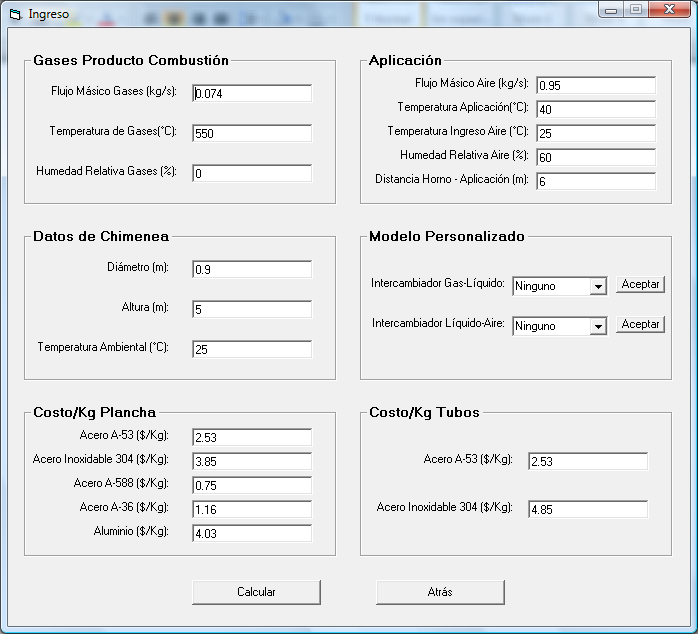 Ingreso
Gases Producto Combustión
Flujo Másico Gases (kg/s): 0.074
Temperatura de Gases(°C): 550
Humedad Relativa Gases (%): 0
Aplicación
Flujo Másico Aire (kg/s): 0.95
Temperatura Aplicación(°C): 40
Temperatura Ingreso Aire (°C): 25
Humedad Relativa Aire (%): 60
Distancia Horno - Aplicación (m): 6
Datos de Chimenea
Diámetro (m): 0.9
Altura (m): 5
Temperatura Ambiental (°C): 25
Modelo Personalizado
Intercambiador Gas-Líquido: Ninguno Aceptar
Intercambiador Líquido-Aire: Ninguno Aceptar
Costo/Kg Plancha
Acero A-53 ($/Kg): 2.53
Acero Inoxidable 304 ($/Kg): 3.85
Acero A-588 ($/Kg): 0.75
Acero A-36 ($/Kg): 1.16
Aluminio ($/Kg): 4.03
Costo/Kg Tubos
Acero A-53 ($/Kg): 2.53
Acero Inoxidable 304 ($/Kg): 4.85
Calcular Atrás